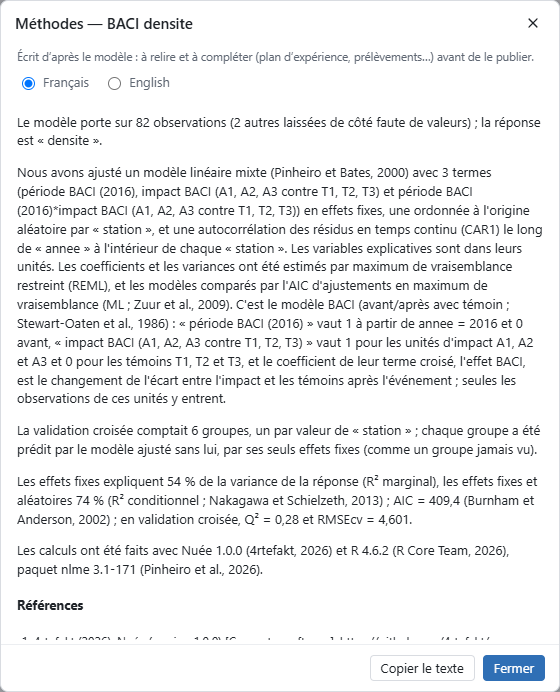 Méthodes — BACI densite
Écrit d’après le modèle : à relire et à compléter (plan d’expérience, prélèvements…) avant de le publier.
Français
English
Le modèle porte sur 82 observations (2 autres laissées de côté faute de valeurs) ; la réponse
est « densite ».
Nous avons ajusté un modèle linéaire mixte (Pinheiro et Bates, 2000) avec 3 termes
(période BACI (2016), impact BACI (A1, A2, A3 contre T1, T2, T3) et période BACI
(2016)*impact BACI (A1, A2, A3 contre T1, T2, T3)) en effets fixes, une ordonnée à l'origine
aléatoire par « station », et une autocorrélation des résidus en temps continu (CAR1) le long
de « annee » à l'intérieur de chaque « station ». Les variables explicatives sont dans leurs
unités. Les coefficients et les variances ont été estimés par maximum de vraisemblance
restreint (REML), et les modèles comparés par l'AIC d'ajustements en maximum de
vraisemblance (ML ; Zuur et al., 2009). C'est le modèle BACI (avant/après avec témoin ;
Stewart-Oaten et al., 1986) : « période BACI (2016) » vaut 1 à partir de annee = 2016 et 0
avant, « impact BACI (A1, A2, A3 contre T1, T2, T3) » vaut 1 pour les unités d'impact A1, A2
et A3 et 0 pour les témoins T1, T2 et T3, et le coefficient de leur terme croisé, l'effet BACI,
est le changement de l'écart entre l'impact et les témoins après l'événement ; seules les
observations de ces unités y entrent.
La validation croisée comptait 6 groupes, un par valeur de « station » ; chaque groupe a été
prédit par le modèle ajusté sans lui, par ses seuls effets fixes (comme un groupe jamais vu).
Les effets fixes expliquent 54 % de la variance de la réponse (R² marginal), les effets fixes et
aléatoires 74 % (R² conditionnel ; Nakagawa et Schielzeth, 2013) ; AIC = 409,4 (Burnham et
Anderson, 2002) ; en validation croisée, Q² = 0,28 et RMSEcv = 4,601.
Les calculs ont été faits avec Nuée 1.0.0 (4rtefakt, 2026) et R 4.6.2 (R Core Team, 2026),
paquet nlme 3.1-171 (Pinheiro et al., 2026).
Références
Copier le texte
Fermer